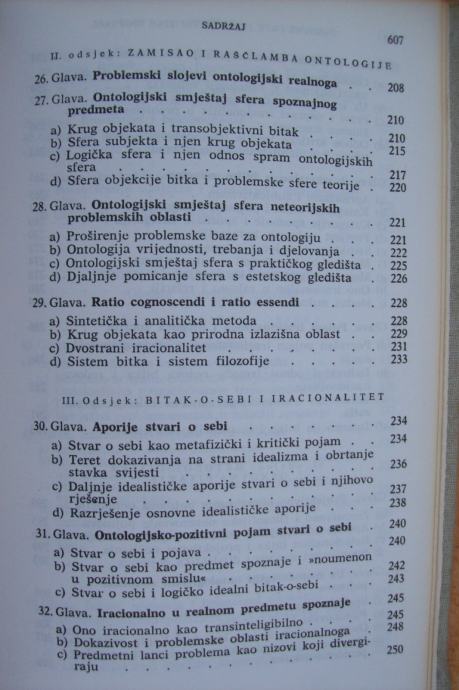 SADRŽAJ
607
II. odsjek: ZAMISAO I RAŠČLAMBA ONTOLOGIJE
26. Glava. Problemski slojevi ontologijski realnoga . . 208
27. Glava. Ontologijski smještaj sfera spoznajnog
predmeta . . . . . . . . . . 210
a) Krug objekata i transobjektivni bitak . . . . 210
b) Sfera subjekta i njen krug objekata . . . . 215
c) Logička sfera i njen odnos spram ontologijskih
sfera . . . . . . . . . . . 217
d) Sfera objekcije bitka i problemske sfere teorije . 220
28. Glava. Ontologijski smještaj sfera neteorijskih
problemskih oblasti . . . . . . . . 221
a) Proširenje problemske baze za ontologiju . . . 221
b) Ontologija vrijednosti, trebanja i djelovanja . . 222
c) Ontologijski smještaj sfera s praktičkog gledišta . 225
d) Djaljnje pomicanje sfera s estetskog gledišta . 226
29. Glava. Ratio cognoscendi i ratio essendi . . . . 228
a) Sintetička i analitička metoda . . . . . . 228
b) Krug objekata kao prirodna izlazišna oblast . . 229
c) Dvostrani iracionalitet . . . . . . . 231
d) Sistem bitka i sistem filozofije . . . . . 233
III. Odsjek: BITAK-O-SEBI I IRACIONALITET
30. Glava. Aporije stvari o sebi . . . . . . . 234
a) Stvar o sebi kao metafizički i kritički pojam . . 234
b) Teret dokazivanja na strani idealizma i obrtanje
stavka svijesti . . . . . . . . . . 236
c) Daljnje idealističke aporije stvari o sebi i njihovo
rješenje . . . . . . . . . . . 237
d) Razrješenje osnovne idealističke aporije . . . 238
31. Glava. Ontologijsko-pozitivni pojam stvari o sebi . 240
a) Stvar o sebi i pojava . . . . . . . . 240
b) Stvar o sebi kao predmet spoznaje i »noumenon
u pozitivnom smislu« . . . . . . . . 242
c) Stvar o sebi i logičko idealni bitak-o-sebi . . . 243
32. Glava. Iracionalno u realnom predmetu spoznaje . 245
a) Ono iracionalno kao transinteligibilno . . . . 245
b) Dokazivost i problemske oblasti iracionalnoga . 248
c) Predmetni lanci problema kao nizovi koji divergi-
raju . . . . . . . . . . . . 250